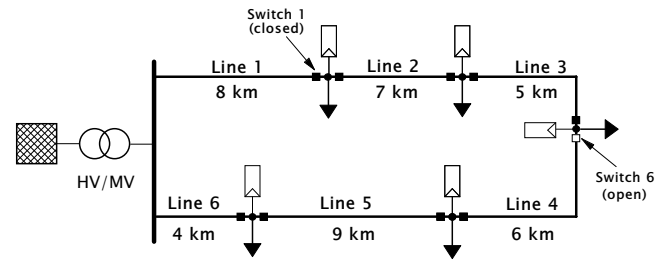 Switch 1
(closed)
Line 1
8 km
Line 2
7 km
Line 3
5 km
HV/MV
Switch 6
(open)
Line 6
4 km
Line 5
9 km
Line 4
6 km